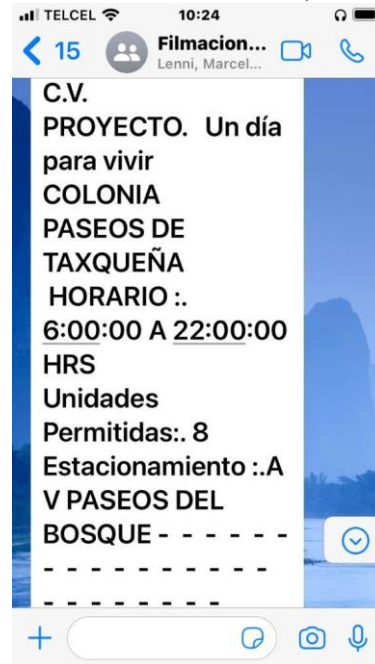 TELCEL 10:24
15 Filmacion...
Lenni, Marcel...
C.V.
PROYECTO. Un día
para vivir
COLONIA
PASEOS DE
TAXQUEÑA
HORARIO :.
6:00:00 A 22:00:00
HRS
Unidades
Permitidas:. 8
Estacionamiento :.A
V PASEOS DEL
BOSQUE - - - - - -
- - - - - - - - - -
- - - - - - - -